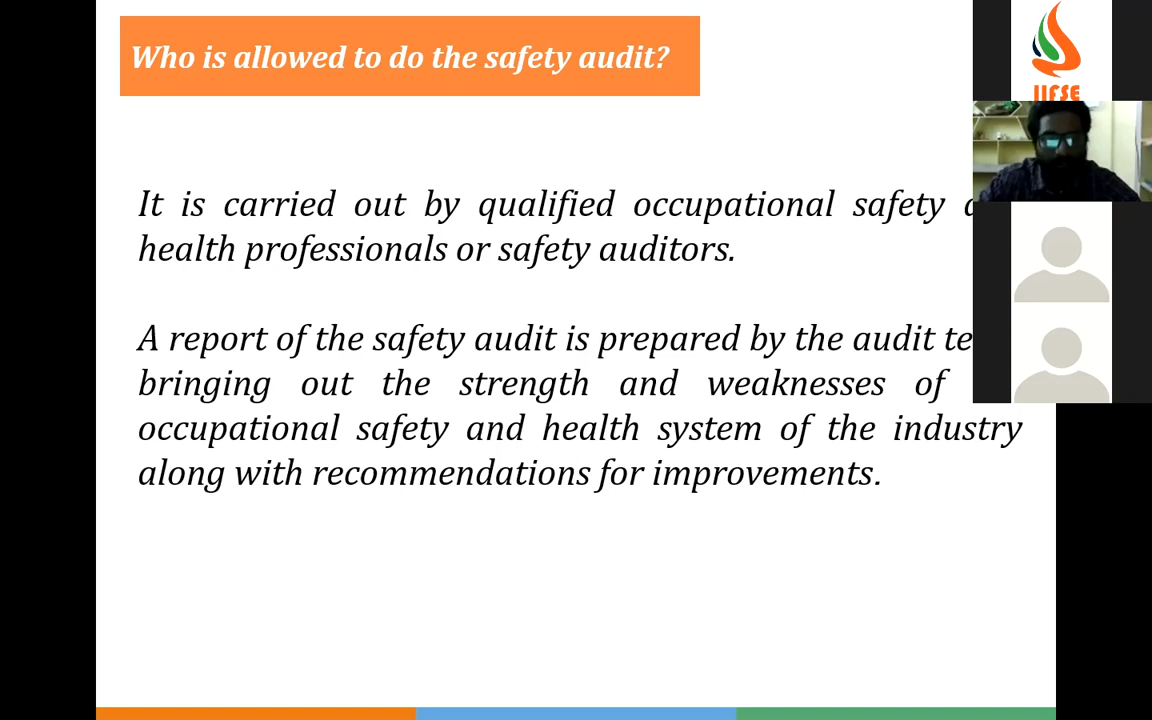 Who is allowed to do the safety audit?
IIFSE
It is carried out by qualified occupational safety
health professionals or safety auditors.
A report of the safety audit is prepared by the audit
bringing out the strength and weaknesses of
occupational safety and health system of the industry
along with recommendations for improvements.